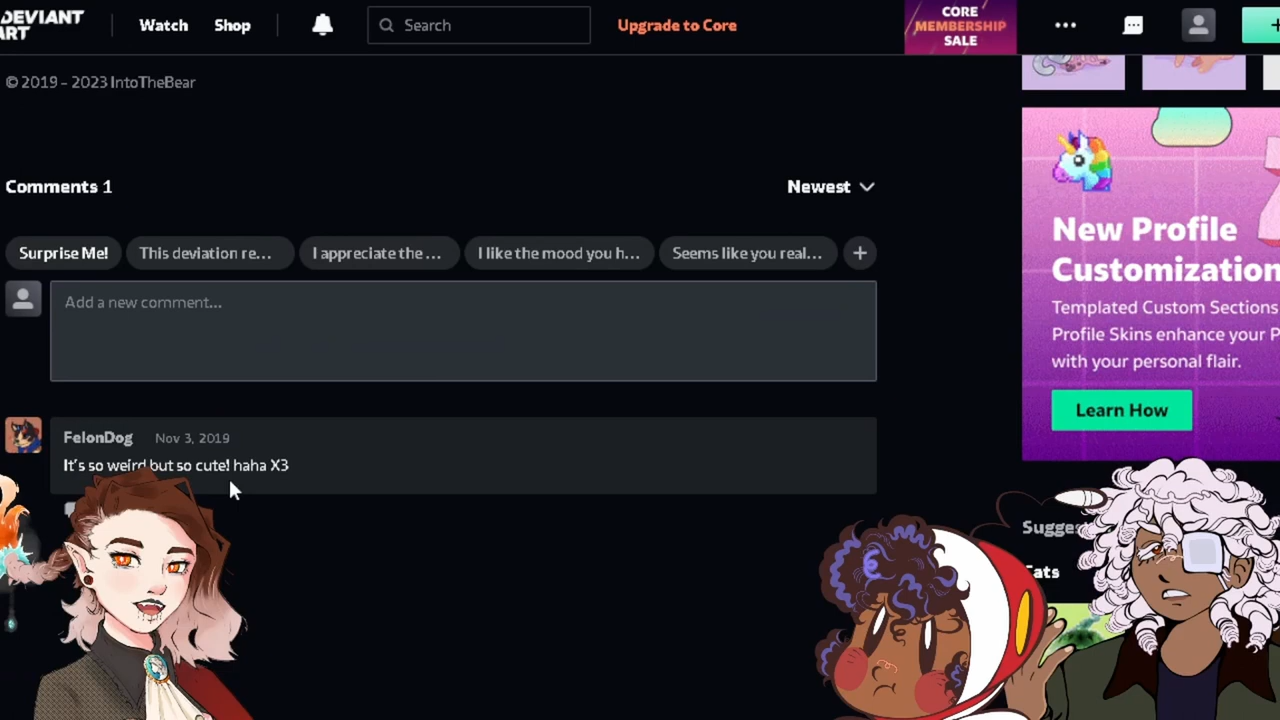 DEVIANT
ART
Watch
Shop
Search
Upgrade to Core
CORE
MEMBERSHIP
SALE
© 2019 - 2023 IntoTheBear
Comments 1
Newest
Surprise Me!
This deviation re...
I appreciate the ...
I like the mood you h...
Seems like you real...
Add a new comment...
FelonDog Nov 3, 2019
It's so weird but so cute! haha X3
New Profile
Customization
Templated Custom Sections
Profile Skins enhance your P
with your personal flair.
Learn How
Sugges
Cats